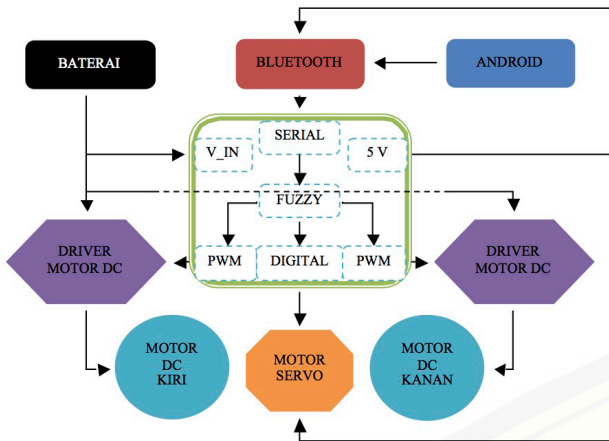 BATERAI
BLUETOOTH
ANDROID
SERIAL
V_IN
5 V
FUZZY
PWM
DIGITAL
PWM
DRIVER
MOTOR DC
DRIVER
MOTOR DC
MOTOR
DC
KIRI
MOTOR
SERVO
MOTOR
DC
KANAN